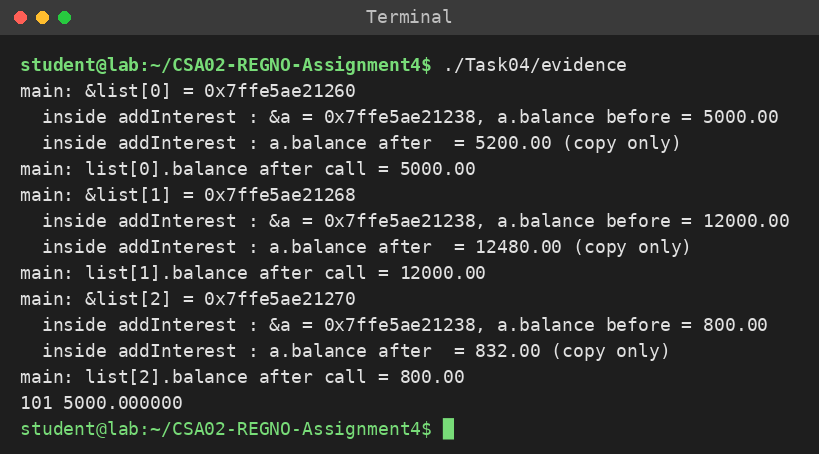 Terminal
student@lab:~/CSA02-REGNO-Assignment4$ ./Task04/evidence
main: &list[0] = 0x7ffe5ae21260
  inside addInterest : &a = 0x7ffe5ae21238, a.balance before = 5000.00
  inside addInterest : a.balance after  = 5200.00 (copy only)
main: list[0].balance after call = 5000.00
main: &list[1] = 0x7ffe5ae21268
  inside addInterest : &a = 0x7ffe5ae21238, a.balance before = 12000.00
  inside addInterest : a.balance after  = 12480.00 (copy only)
main: list[1].balance after call = 12000.00
main: &list[2] = 0x7ffe5ae21270
  inside addInterest : &a = 0x7ffe5ae21238, a.balance before = 800.00
  inside addInterest : a.balance after  = 832.00 (copy only)
main: list[2].balance after call = 800.00
101 5000.000000
student@lab:~/CSA02-REGNO-Assignment4$